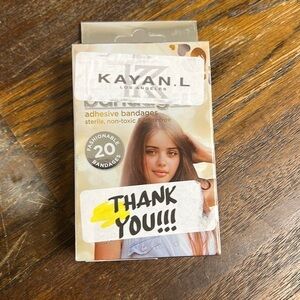 KAYAN.L
LOS ANGELES
adhesive bandages
sterile, non-toxic
FASHIONABLE
20
BANDAGES
THANK
YOU!!!